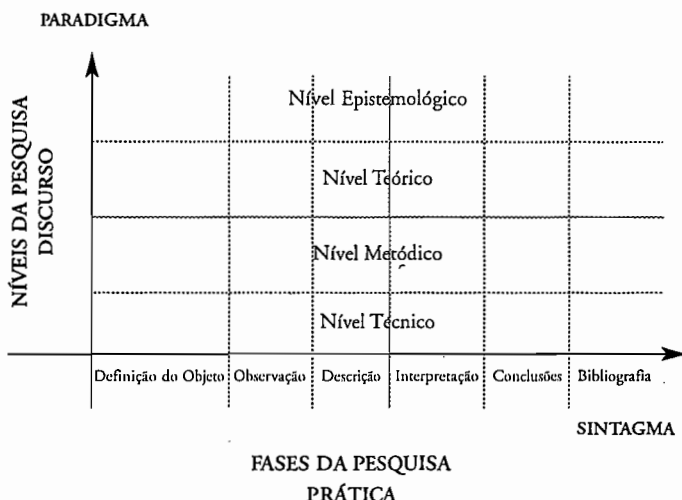 PARADIGMA
NÍVEIS DA PESQUISA
DISCURSO
Nível Epistemológico
Nível Teórico
Nível Metódico
Nível Técnico
Definição do Objeto Observação Descrição Interpretação Conclusões Bibliografia
SINTAGMA
FASES DA PESQUISA
PRÁTICA